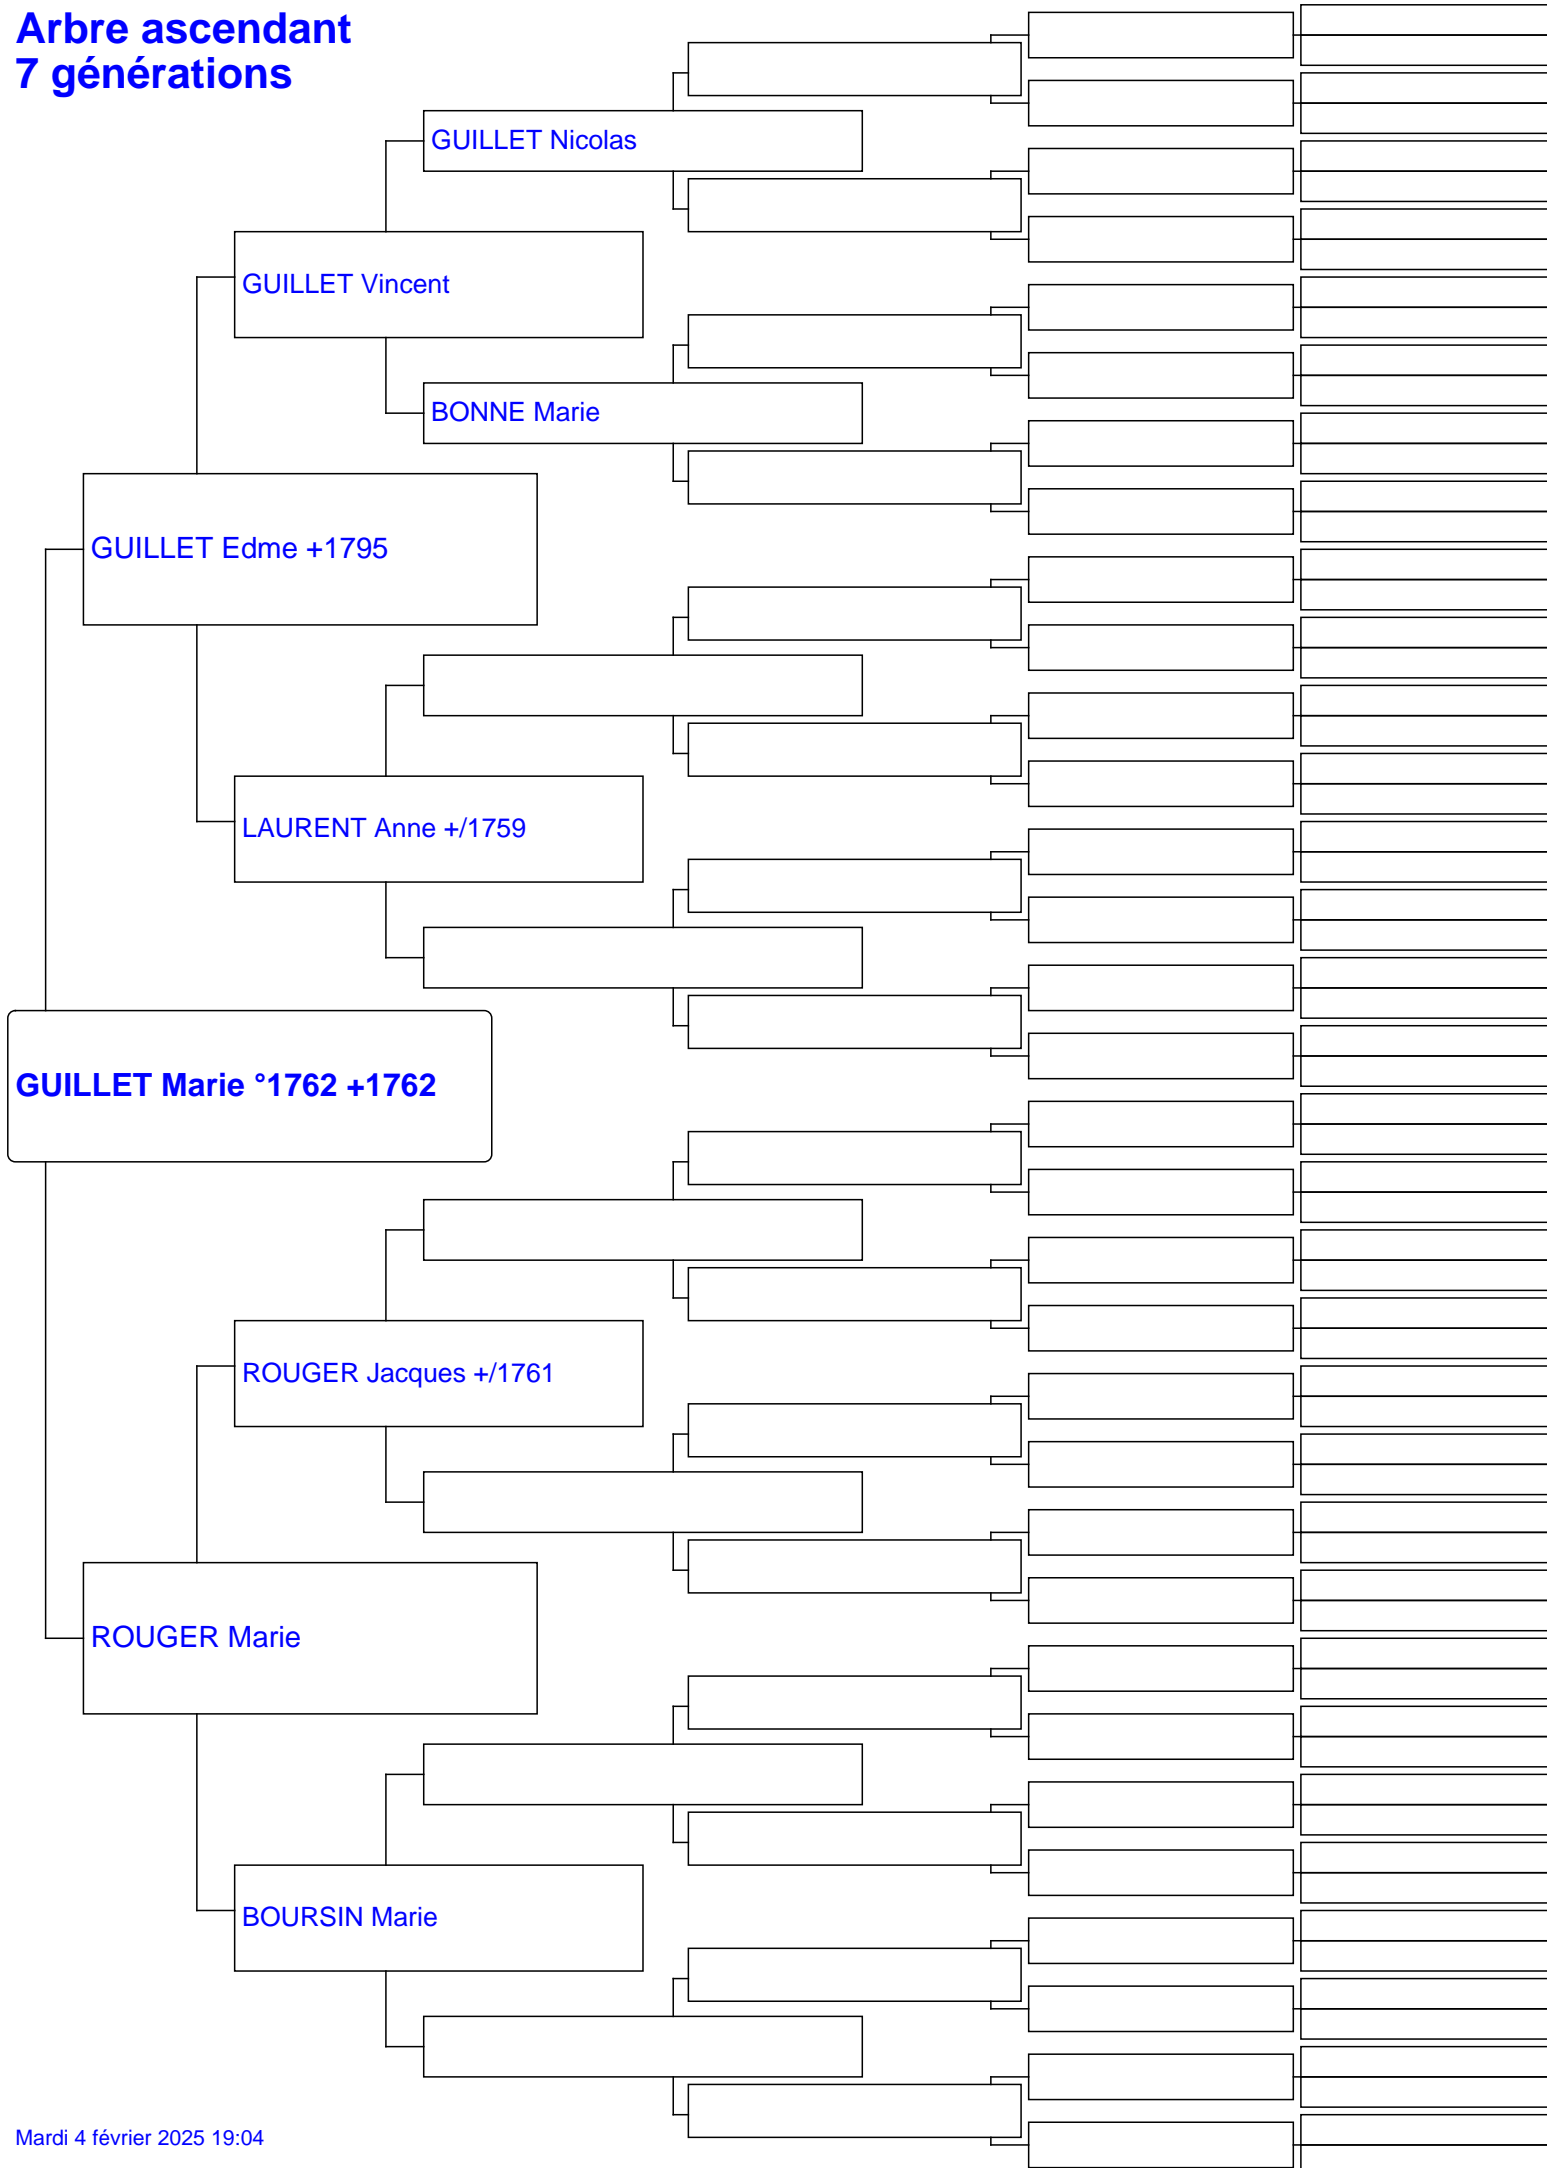 Arbre ascendant
7 générations
GUILLET Nicolas
GUILLET Vincent
BONNE Marie
GUILLET Edme +1795
LAURENT Anne +/1759
GUILLET Marie °1762 +1762
ROUGER Jacques +/1761
ROUGER Marie
BOURSIN Marie
Mardi 4 février 2025 19:04